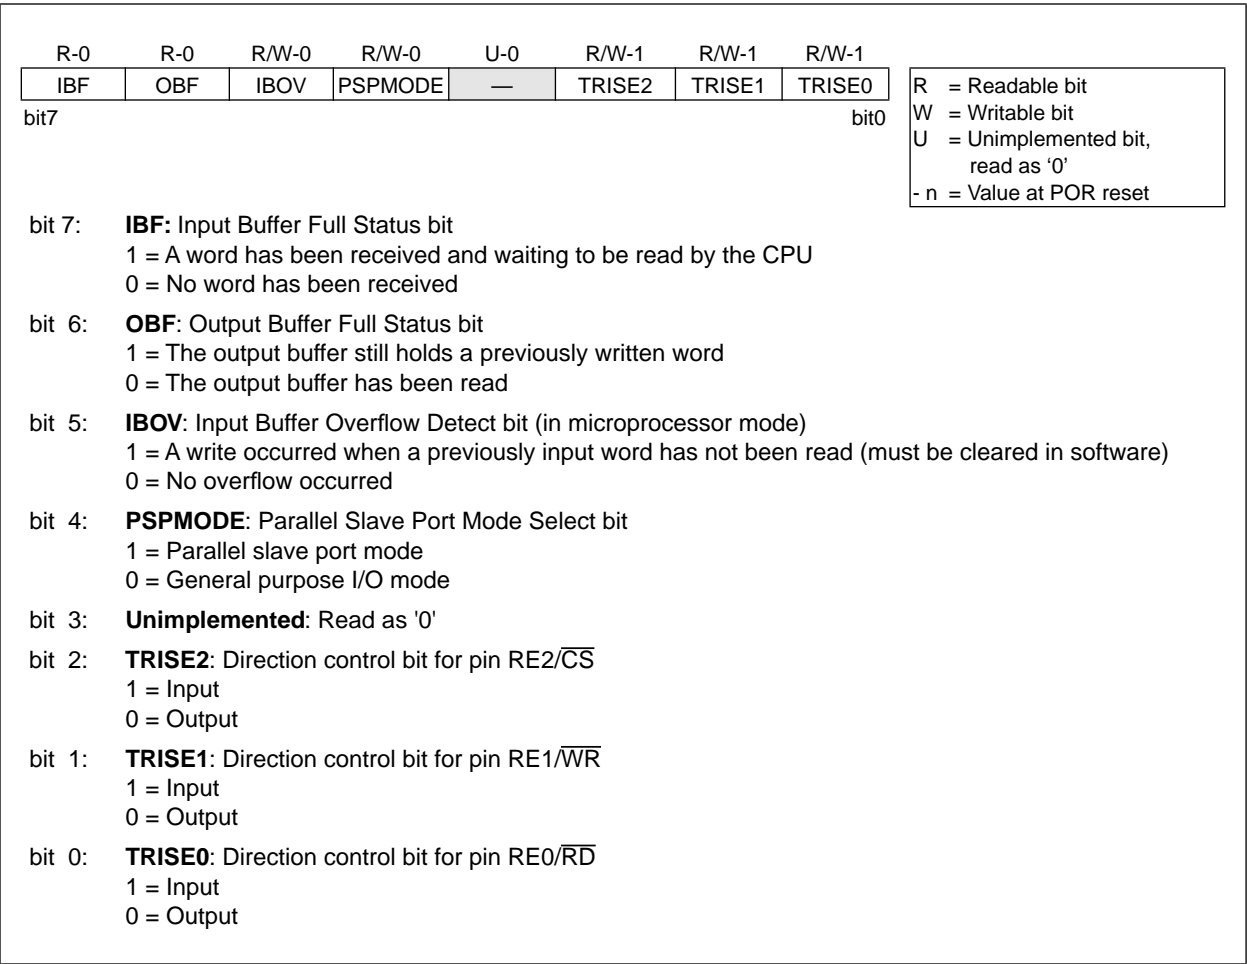 R-0 R-0 R/W-0 R/W-0 U-0 R/W-1 R/W-1 R/W-1
IBF OBF IBOV PSPMODE — TRISE2 TRISE1 TRISE0
bit7 bit0
R = Readable bit
W = Writable bit
U = Unimplemented bit,
read as ‘0’
- n = Value at POR reset
bit 7: IBF: Input Buffer Full Status bit
1 = A word has been received and waiting to be read by the CPU
0 = No word has been received
bit 6: OBF: Output Buffer Full Status bit
1 = The output buffer still holds a previously written word
0 = The output buffer has been read
bit 5: IBOV: Input Buffer Overflow Detect bit (in microprocessor mode)
1 = A write occurred when a previously input word has not been read (must be cleared in software)
0 = No overflow occurred
bit 4: PSPMODE: Parallel Slave Port Mode Select bit
1 = Parallel slave port mode
0 = General purpose I/O mode
bit 3: Unimplemented: Read as '0'
bit 2: TRISE2: Direction control bit for pin RE2/C̅S̅
1 = Input
0 = Output
bit 1: TRISE1: Direction control bit for pin RE1/W̅R̅
1 = Input
0 = Output
bit 0: TRISE0: Direction control bit for pin RE0/R̅D̅
1 = Input
0 = Output